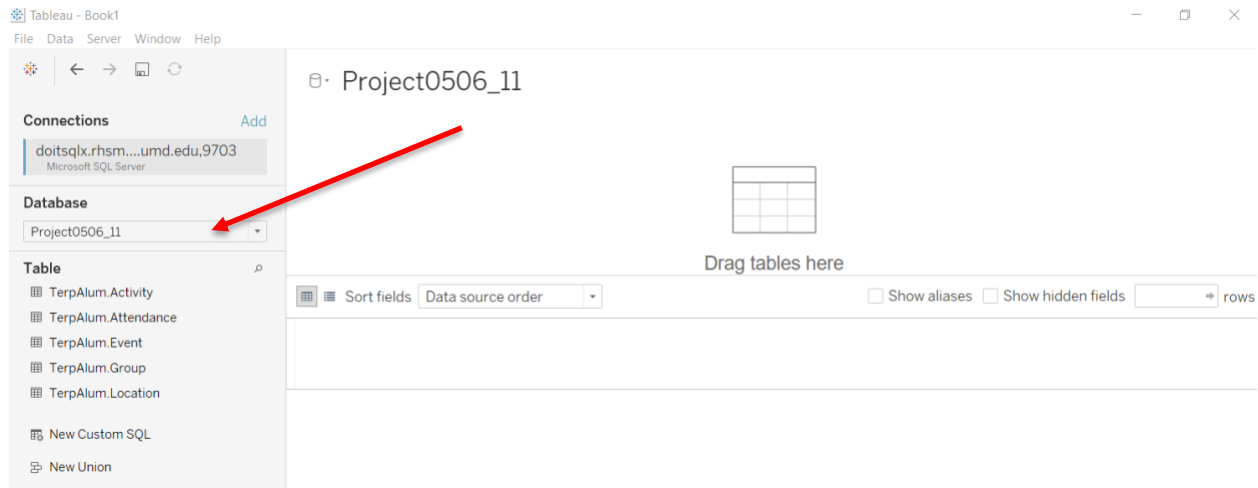 Tableau - Book1
File Data Server Window Help
Project0506_11
Connections Add
doitsqlx.rhsm....umd.edu,9703
Microsoft SQL Server
Database
Project0506_11
Table
TerpAlum.Activity
TerpAlum.Attendance
TerpAlum.Event
TerpAlum.Group
TerpAlum.Location
New Custom SQL
New Union
Drag tables here
Sort fields Data source order Show aliases Show hidden fields rows